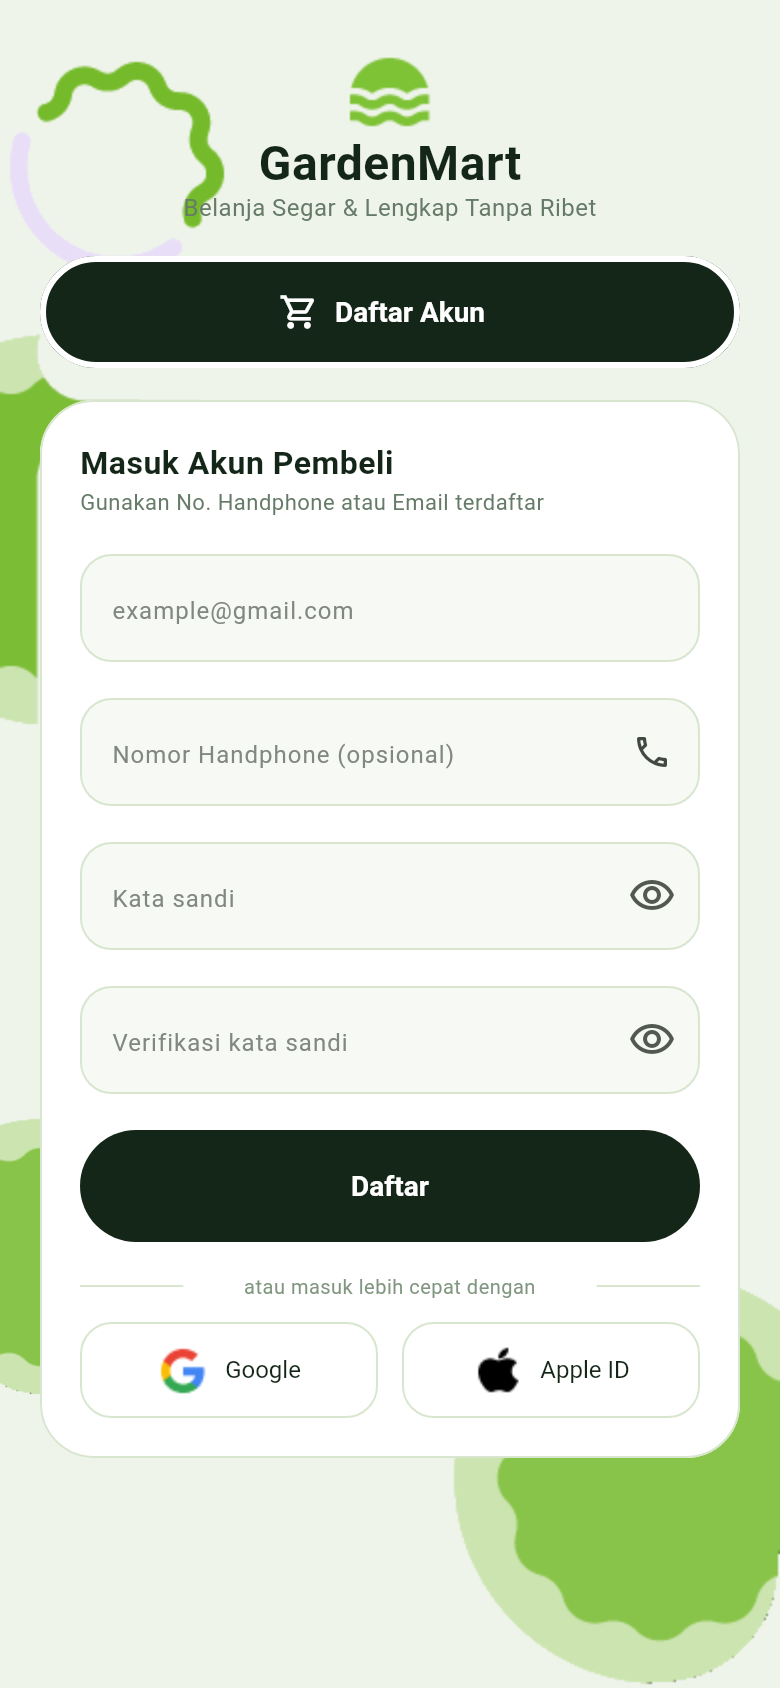 GardenMart
Belanja Segar & Lengkap Tanpa Ribet
Daftar Akun
Masuk Akun Pembeli
Gunakan No. Handphone atau Email terdaftar
example@gmail.com
Nomor Handphone (opsional)
Kata sandi
Verifikasi kata sandi
Daftar
atau masuk lebih cepat dengan
Google
Apple ID